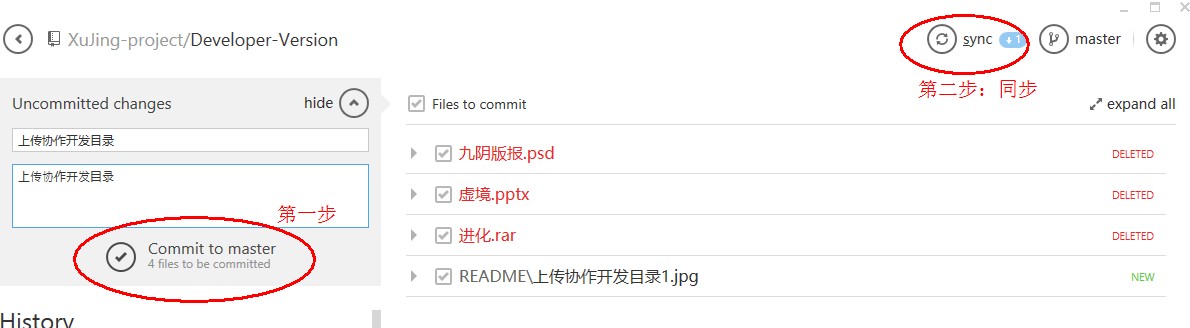 XuJing-project/Developer-Version
sync
1
master
第二步：同步
Uncommitted changes
hide
Files to commit
expand all
上传协作开发目录
上传协作开发目录
第一步
Commit to master
4 files to be committed
九阴版报.psd
DELETED
虚境.pptx
DELETED
进化.rar
DELETED
README\上传协作开发目录1.jpg
NEW
History